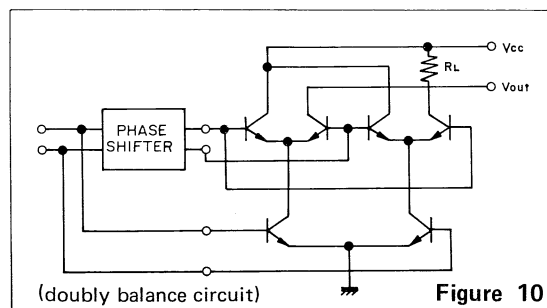 Vcc
RL
Vout
PHASE
SHIFTER
(doubly balance circuit)
Figure 10